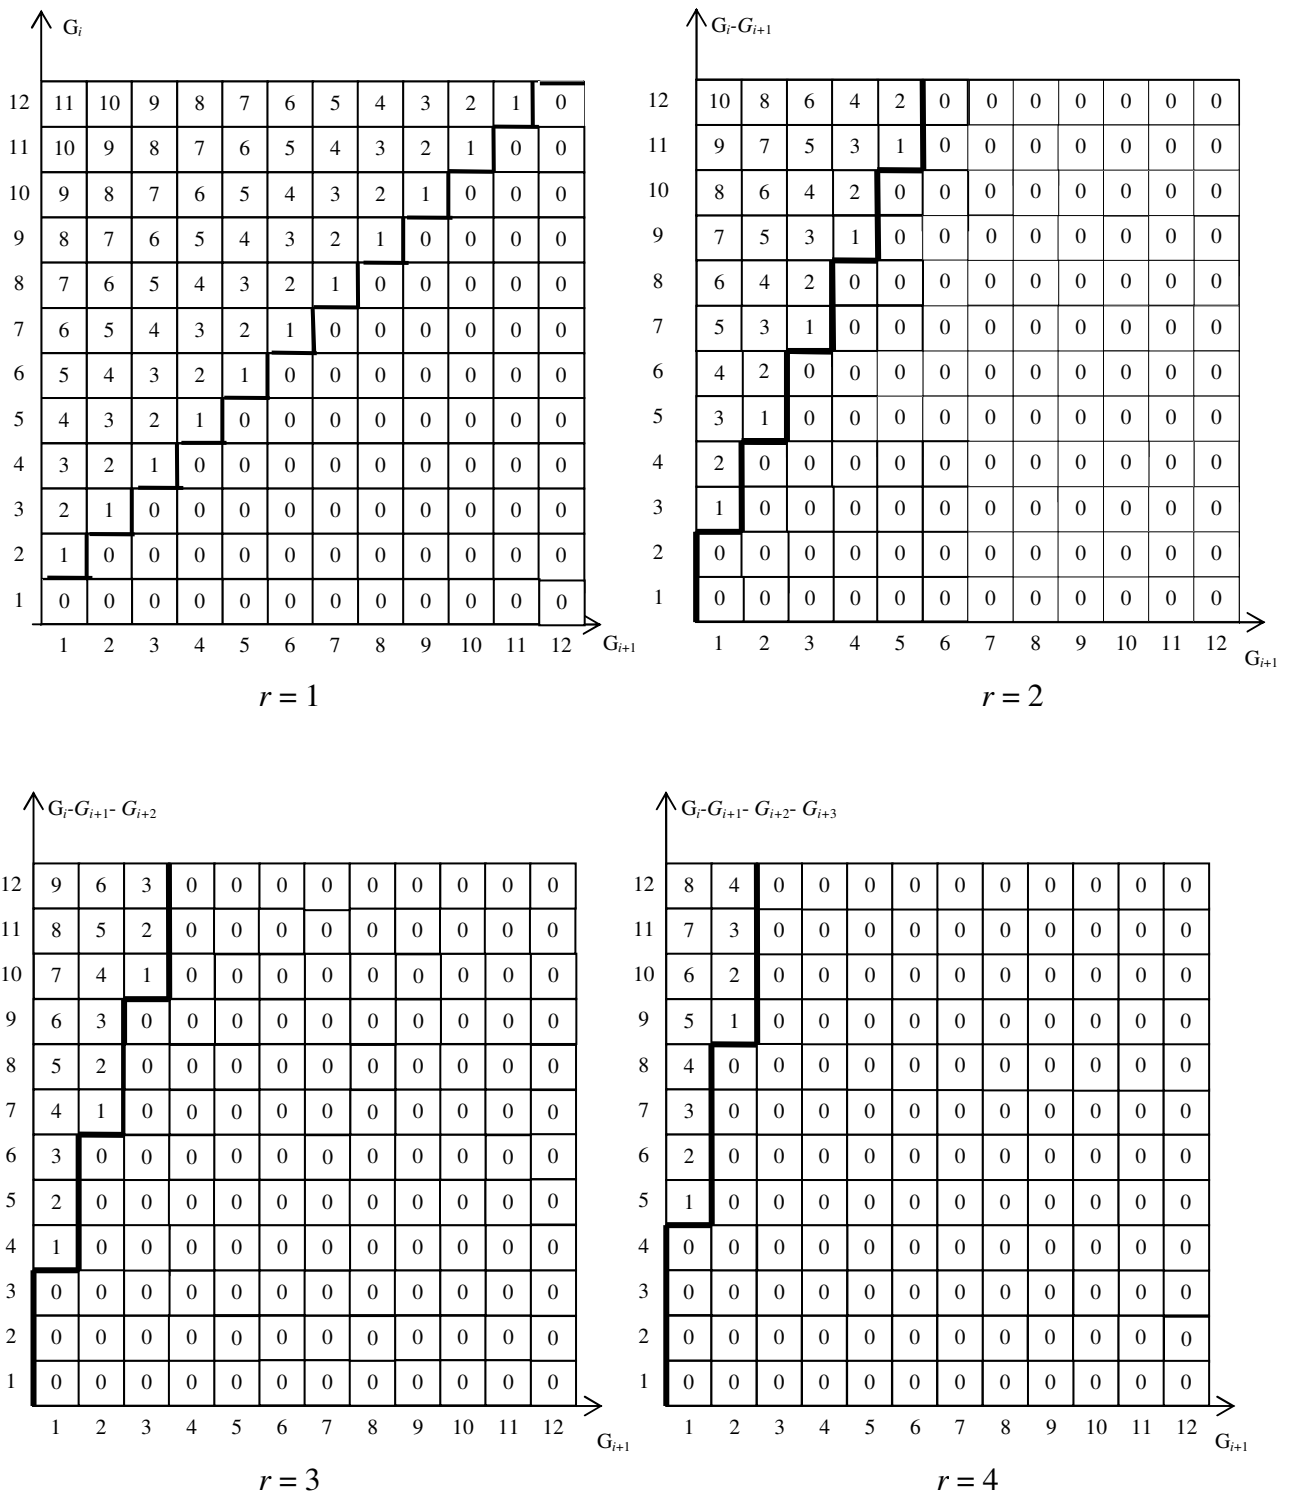 G_i
12 11 10 9 8 7 6 5 4 3 2 1 0
11 10 9 8 7 6 5 4 3 2 1 0 0
10 9 8 7 6 5 4 3 2 1 0 0 0
9 8 7 6 5 4 3 2 1 0 0 0 0
8 7 6 5 4 3 2 1 0 0 0 0 0
7 6 5 4 3 2 1 0 0 0 0 0 0
6 5 4 3 2 1 0 0 0 0 0 0 0
5 4 3 2 1 0 0 0 0 0 0 0 0
4 3 2 1 0 0 0 0 0 0 0 0 0
3 2 1 0 0 0 0 0 0 0 0 0 0
2 1 0 0 0 0 0 0 0 0 0 0 0
1 0 0 0 0 0 0 0 0 0 0 0 0
1 2 3 4 5 6 7 8 9 10 11 12 G_{i+1}
r = 1
G_i-G_{i+1}
12 10 8 6 4 2 0 0 0 0 0 0 0
11 9 7 5 3 1 0 0 0 0 0 0 0
10 8 6 4 2 0 0 0 0 0 0 0 0
9 7 5 3 1 0 0 0 0 0 0 0 0
8 6 4 2 0 0 0 0 0 0 0 0 0
7 5 3 1 0 0 0 0 0 0 0 0 0
6 4 2 0 0 0 0 0 0 0 0 0 0
5 3 1 0 0 0 0 0 0 0 0 0 0
4 2 0 0 0 0 0 0 0 0 0 0 0
3 1 0 0 0 0 0 0 0 0 0 0 0
2 0 0 0 0 0 0 0 0 0 0 0 0
1 0 0 0 0 0 0 0 0 0 0 0 0
1 2 3 4 5 6 7 8 9 10 11 12
G_{i+1}
r = 2
G_i-G_{i+1}- G_{i+2}
12 9 6 3 0 0 0 0 0 0 0 0 0
11 8 5 2 0 0 0 0 0 0 0 0 0
10 7 4 1 0 0 0 0 0 0 0 0 0
9 6 3 0 0 0 0 0 0 0 0 0 0
8 5 2 0 0 0 0 0 0 0 0 0 0
7 4 1 0 0 0 0 0 0 0 0 0 0
6 3 0 0 0 0 0 0 0 0 0 0 0
5 2 0 0 0 0 0 0 0 0 0 0 0
4 1 0 0 0 0 0 0 0 0 0 0 0
3 0 0 0 0 0 0 0 0 0 0 0 0
2 0 0 0 0 0 0 0 0 0 0 0 0
1 0 0 0 0 0 0 0 0 0 0 0 0
1 2 3 4 5 6 7 8 9 10 11 12
G_{i+1}
r = 3
G_i-G_{i+1}- G_{i+2}- G_{i+3}
12 8 4 0 0 0 0 0 0 0 0 0 0
11 7 3 0 0 0 0 0 0 0 0 0 0
10 6 2 0 0 0 0 0 0 0 0 0 0
9 5 1 0 0 0 0 0 0 0 0 0 0
8 4 0 0 0 0 0 0 0 0 0 0 0
7 3 0 0 0 0 0 0 0 0 0 0 0
6 2 0 0 0 0 0 0 0 0 0 0 0
5 1 0 0 0 0 0 0 0 0 0 0 0
4 0 0 0 0 0 0 0 0 0 0 0 0
3 0 0 0 0 0 0 0 0 0 0 0 0
2 0 0 0 0 0 0 0 0 0 0 0 0
1 0 0 0 0 0 0 0 0 0 0 0 0
1 2 3 4 5 6 7 8 9 10 11 12
G_{i+1}
r = 4